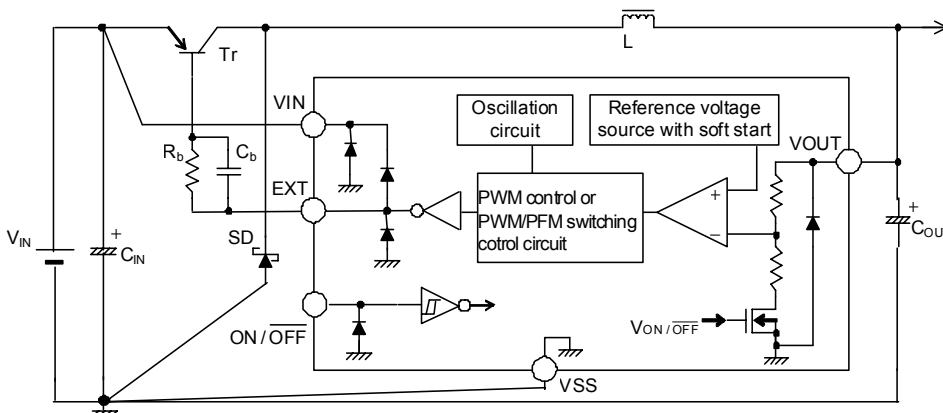 L
Tr
VIN
Oscillation
circuit
Reference voltage
source with soft start
VOUT
Rb
Cb
EXT
PWM control or
PWM/PFM switching
cotrol circuit
+
−
+
COU
VIN
+
CIN
SD
ON/OFF
VON/OFF
VSS